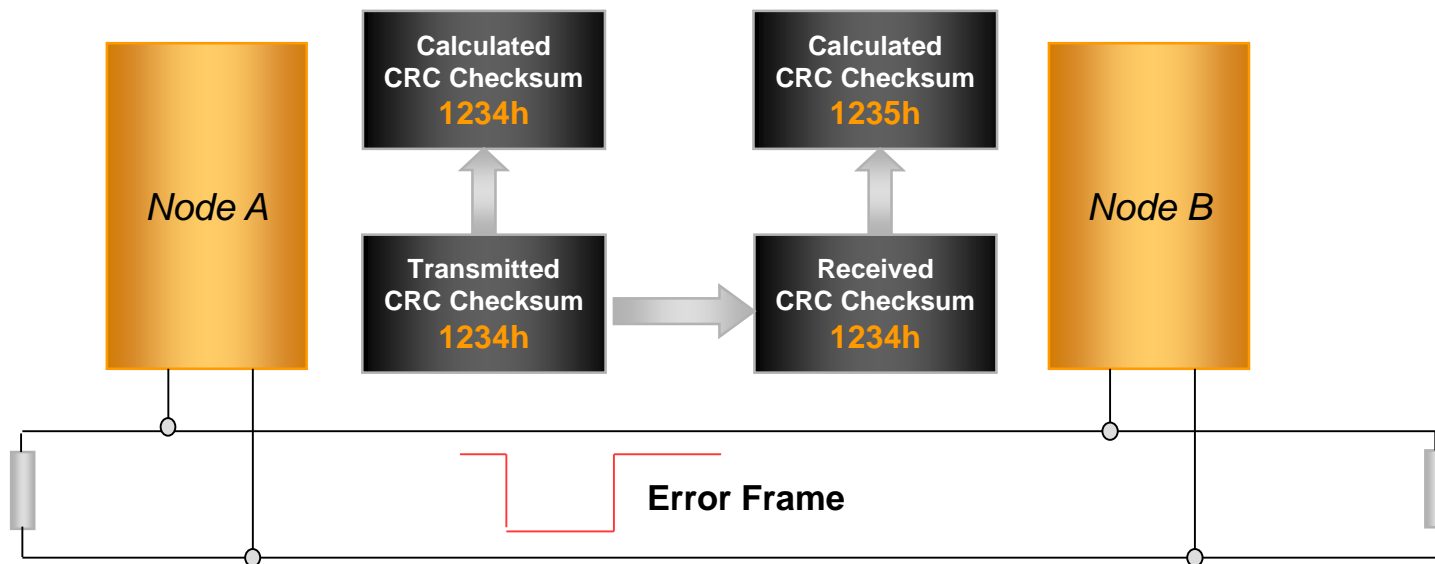 Calculated
CRC Checksum
1234h
Calculated
CRC Checksum
1235h
Node A
Node B
Transmitted
CRC Checksum
1234h
Received
CRC Checksum
1234h
Error Frame